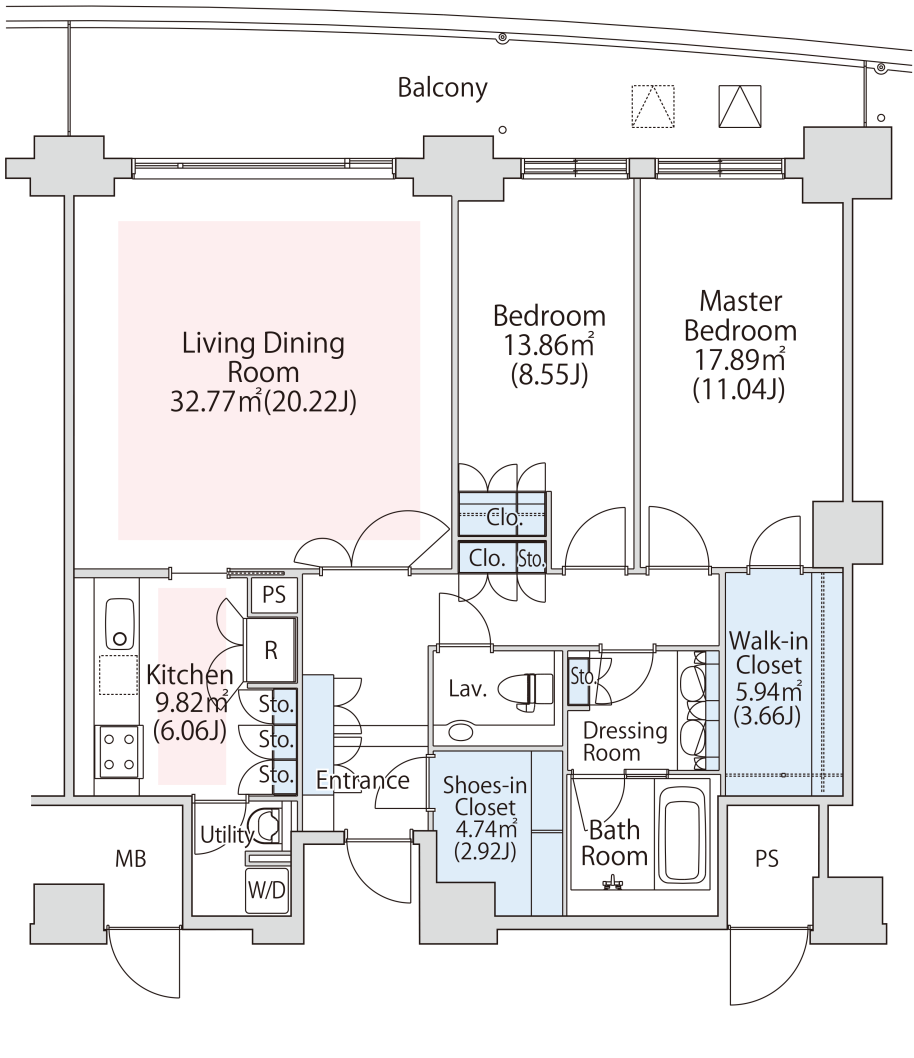 Balcony
Living Dining
Room
32.77㎡(20.22J)
Bedroom
13.86㎡
(8.55J)
Master
Bedroom
17.89㎡
(11.04J)
Clo.
Clo.
Sto.
PS
R
Kitchen
9.82㎡
(6.06J)
Sto.
Sto.
Sto.
Lav.
Sto.
Dressing
Room
Walk-in
Closet
5.94㎡
(3.66J)
Entrance
Shoes-in
Closet
4.74㎡
(2.92J)
Bath
Room
Utility
W/D
MB
PS